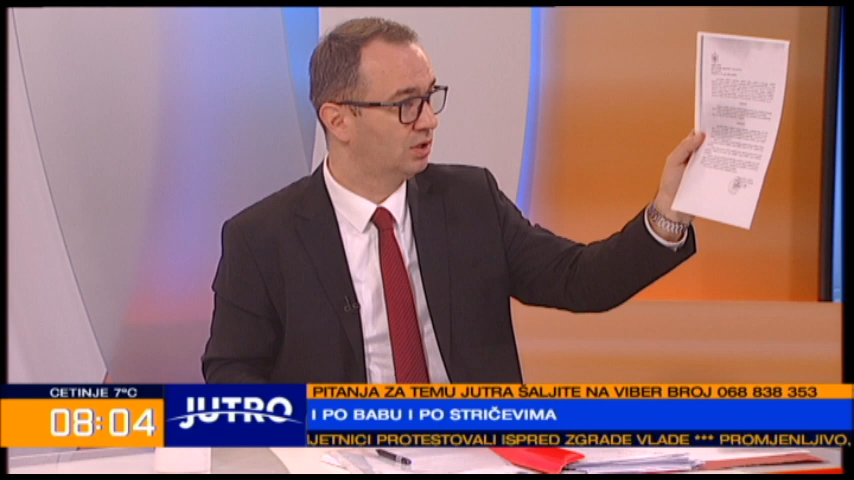 CETINJE 7°C
08:04
JUTRO
PITANJA ZA TEMU JUTRA ŠALJITE NA VIBER BROJ 068 838 353
I PO BABU I PO STRIČEVIMA
JETNICI PROTESTOVALI ISPRED ZGRADE VLADE *** PROMJENLJIVO,